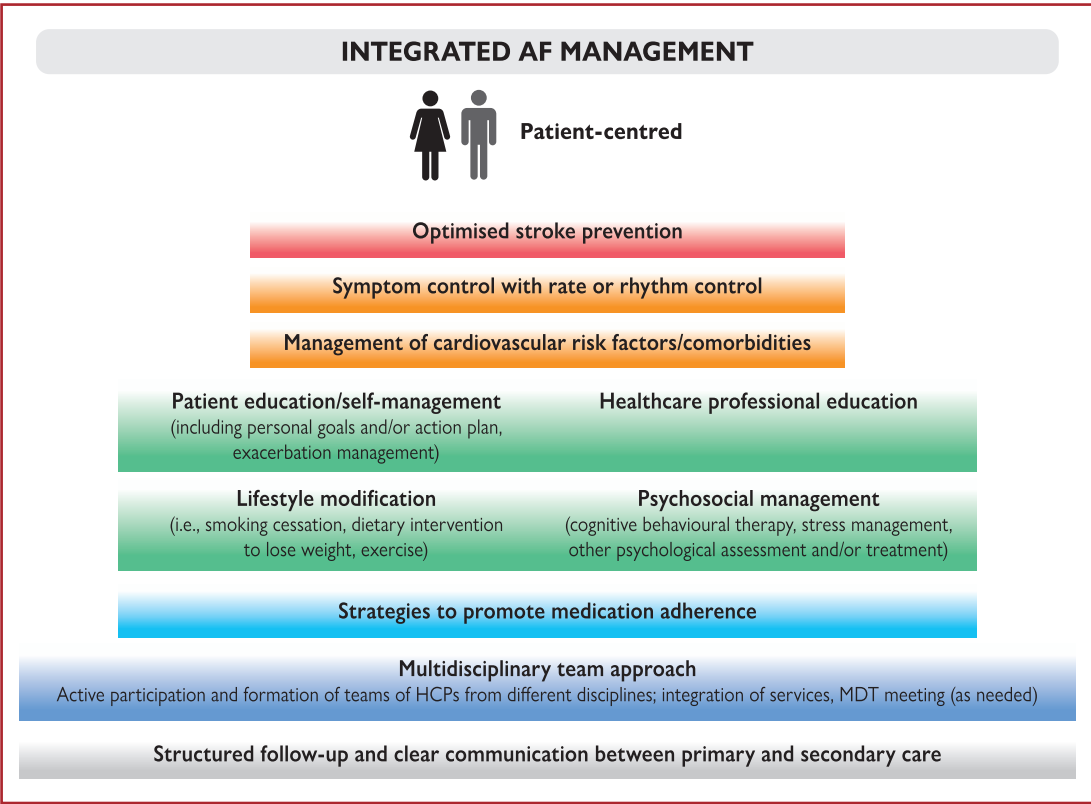 INTEGRATED AF MANAGEMENT
Patient-centred
Optimised stroke prevention
Symptom control with rate or rhythm control
Management of cardiovascular risk factors/comorbidities
Patient education/self-management
(including personal goals and/or action plan,
exacerbation management)
Healthcare professional education
Lifestyle modification
(i.e., smoking cessation, dietary intervention
to lose weight, exercise)
Psychosocial management
(cognitive behavioural therapy, stress management,
other psychological assessment and/or treatment)
Strategies to promote medication adherence
Multidisciplinary team approach
Active participation and formation of teams of HCPs from different disciplines; integration of services, MDT meeting (as needed)
Structured follow-up and clear communication between primary and secondary care